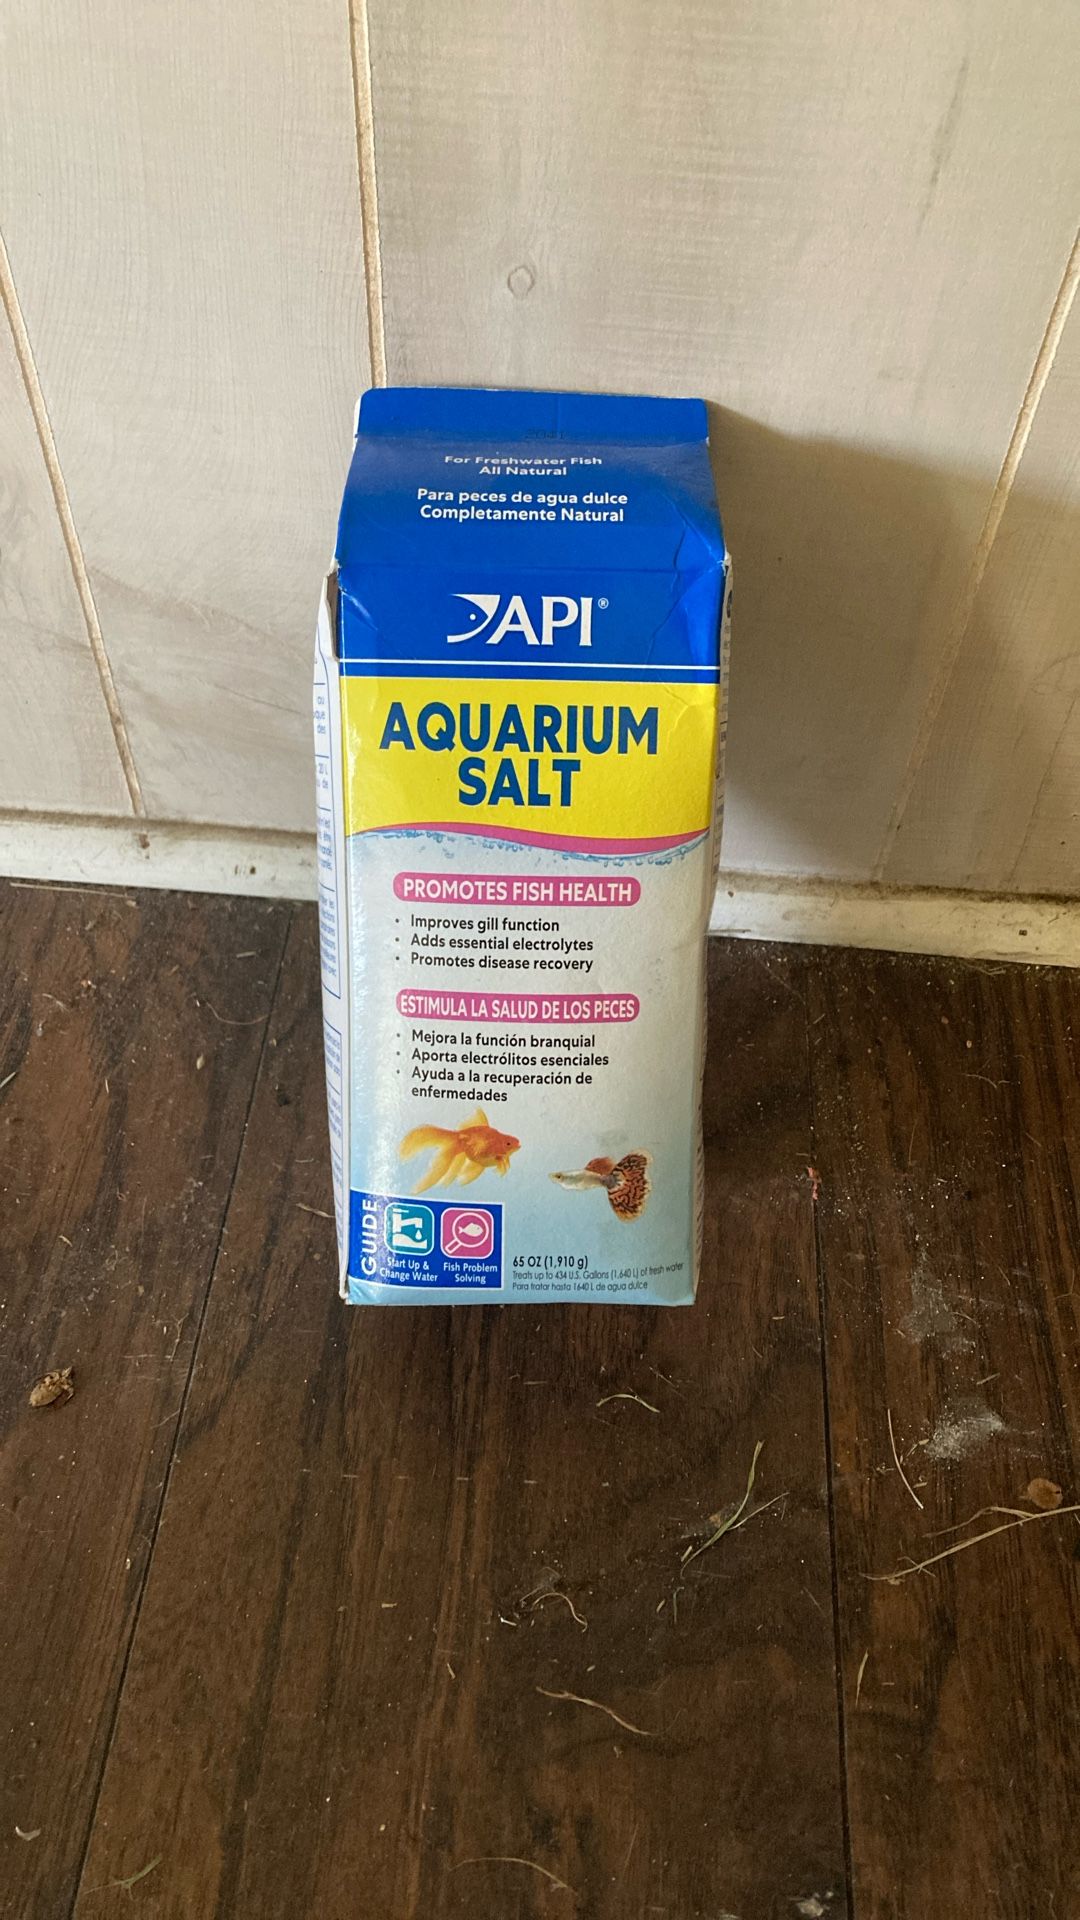 For Freshwater Fish
All Natural
Para peces de agua dulce
Completamente Natural
API®
AQUARIUM
SALT
PROMOTES FISH HEALTH
• Improves gill function
• Adds essential electrolytes
• Promotes disease recovery
ESTIMULA LA SALUD DE LOS PECES
• Mejora la función branquial
• Aporta electrólitos esenciales
• Ayuda a la recuperación de
enfermedades
GUIDE
Start Up &
Change Water
Fish Problem
Solving
65 OZ (1,910 g)
Treats up to 434 U.S. Gallons (1,640 L) of fresh water
Para tratar hasta 1640 L de agua dulce